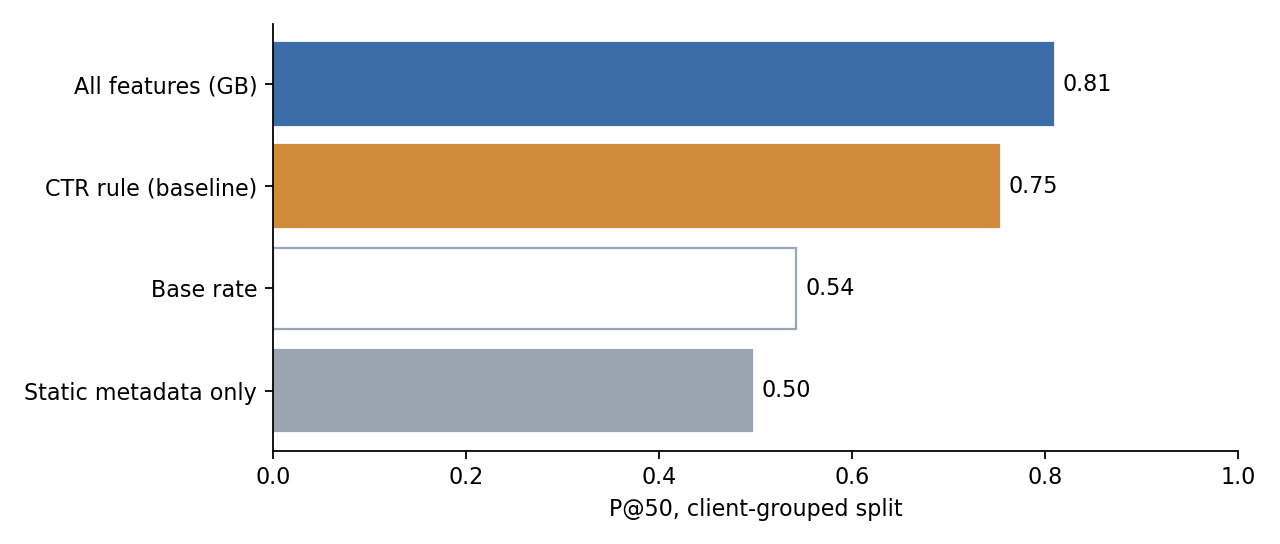 All features (GB)
0.81
CTR rule (baseline)
0.75
Base rate
0.54
Static metadata only
0.50
0.0 0.2 0.4 0.6 0.8 1.0
P@50, client-grouped split